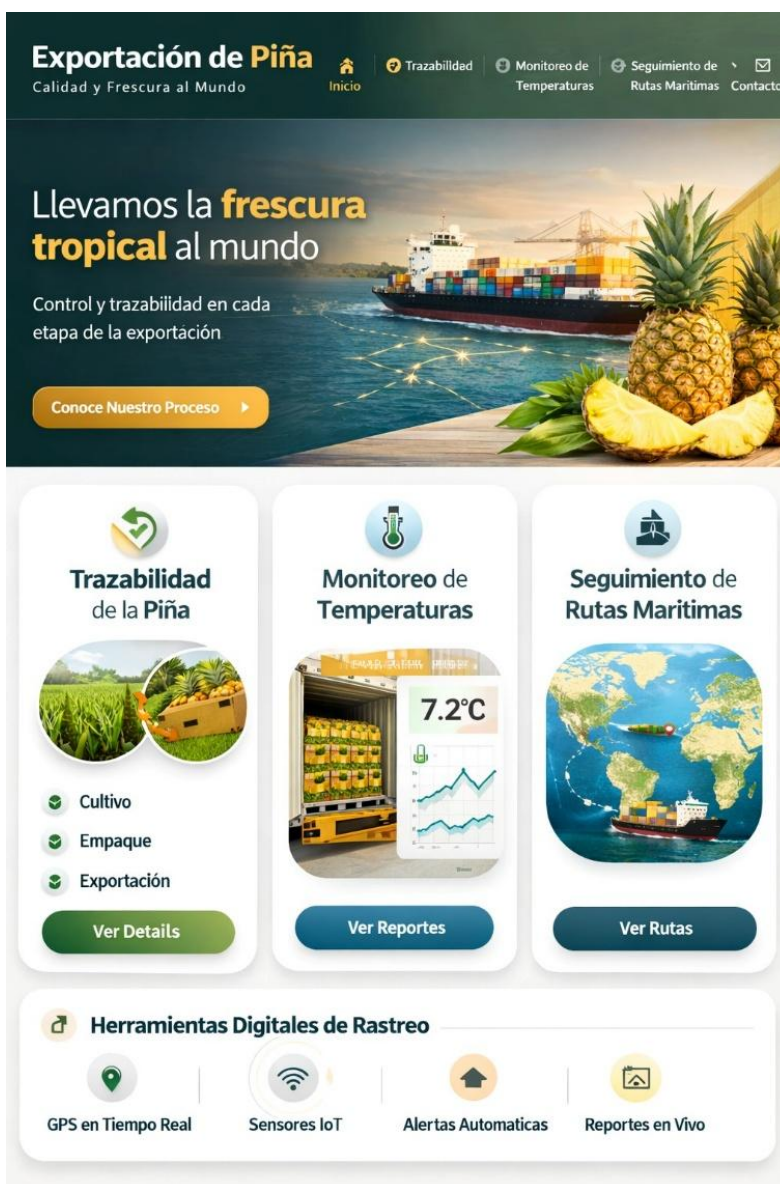 Exportación de Piña
Calidad y Frescura al Mundo
Inicio
Trazabilidad
Monitoreo de
Temperaturas
Seguimiento de
Rutas Maritimas
Contacto
Llevamos la frescura
tropical al mundo
Control y trazabilidad en cada
etapa de la exportación
Conoce Nuestro Proceso
Trazabilidad
de la Piña
Cultivo
Empaque
Exportación
Ver Details
Monitoreo de
Temperaturas
7.2°C
Ver Reportes
Seguimiento de
Rutas Maritimas
Ver Rutas
Herramientas Digitales de Rastreo
GPS en Tiempo Real
Sensores IoT
Alertas Automaticas
Reportes en Vivo